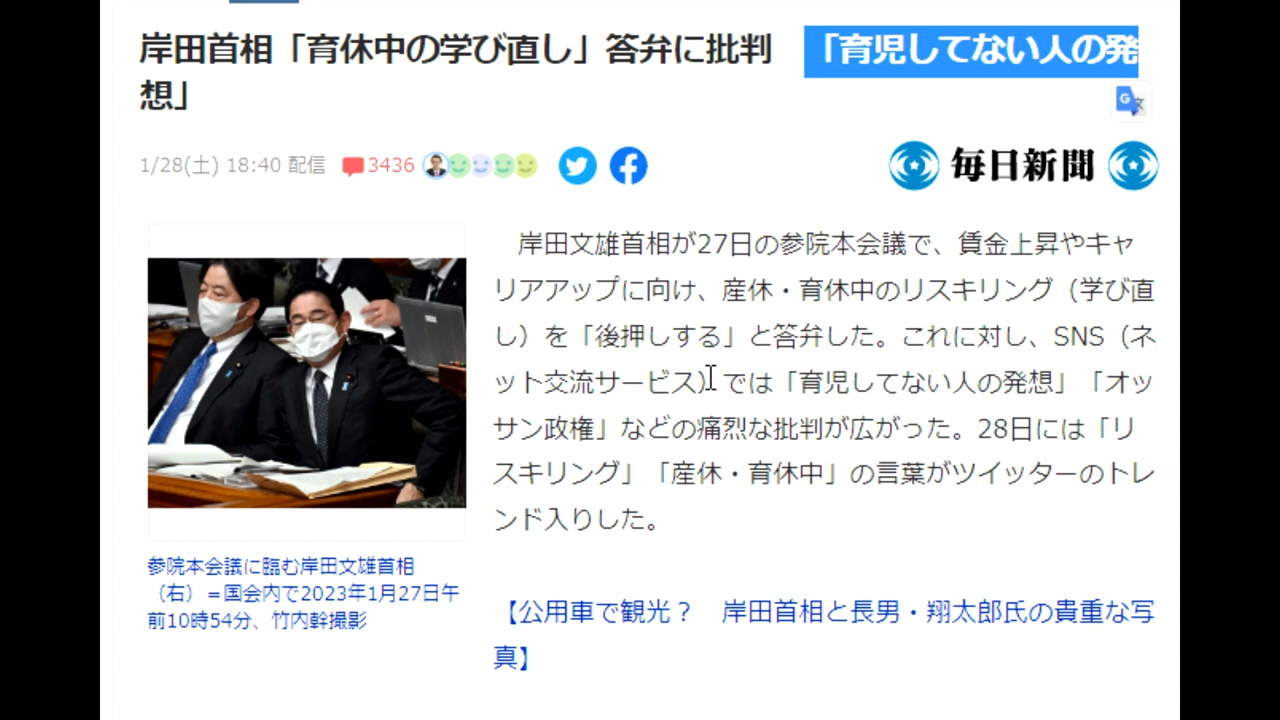 岸田首相「育休中の学び直し」答弁に批判　「育児してない人の発
想」
1/28(土) 18:40 配信
3436
毎日新聞
岸田文雄首相が27日の参院本会議で、賃金上昇やキャ
リアアップに向け、産休・育休中のリスキリング（学び直
し）を「後押しする」と答弁した。これに対し、SNS（ネ
ット交流サービス）では「育児してない人の発想」「オッ
サン政権」などの痛烈な批判が広がった。28日には「リ
スキリング」「産休・育休中」の言葉がツイッターのトレ
ンド入りした。
参院本会議に臨む岸田文雄首相
（右）＝国会内で2023年1月27日午
前10時54分、竹内幹撮影
【公用車で観光？　岸田首相と長男・翔太郎氏の貴重な写
真】